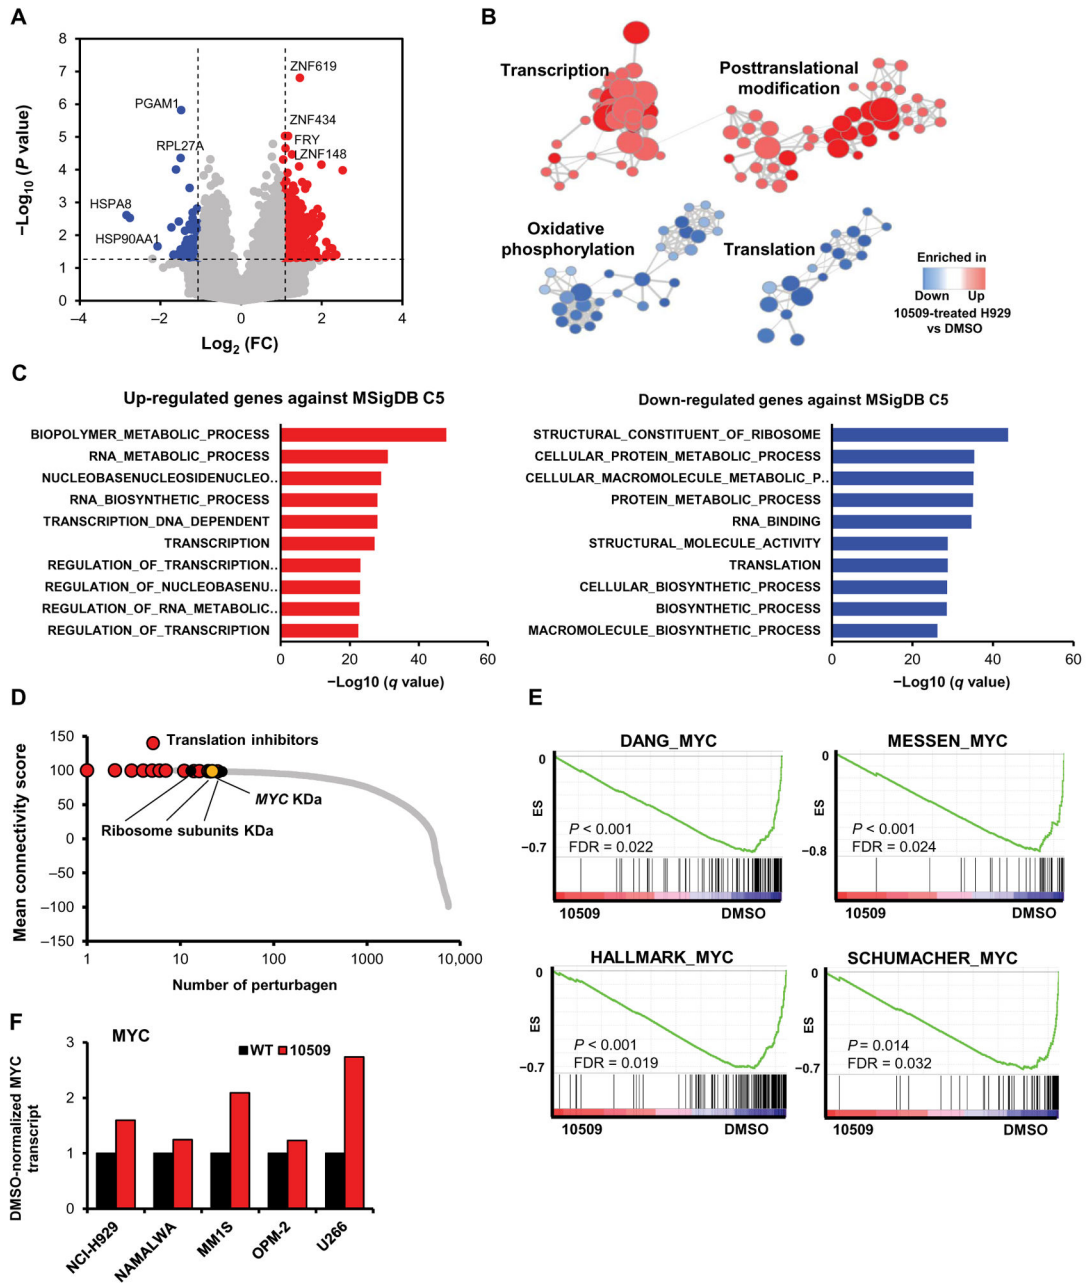 A
8
7
6
5
4
3
2
1
0
–4
–2
0
2
4
−Log10 (P value)
Log2 (FC)
ZNF619
PGAM1
ZNF434
RPL27A
FRY
ZNF148
HSPA8
HSP90AA1
B
Transcription
Posttranslational
modification
Oxidative
phosphorylation
Translation
Enriched in
Down Up
10509-treated H929
vs DMSO
C
Up-regulated genes against MSigDB C5
BIOPOLYMER_METABOLIC_PROCESS
RNA_METABOLIC_PROCESS
NUCLEOBASENUCLEOSIDENUCLEO..
RNA_BIOSYNTHETIC_PROCESS
TRANSCRIPTION_DNA_DEPENDENT
TRANSCRIPTION
REGULATION_OF_TRANSCRIPTION..
REGULATION_OF_NUCLEOBASENU..
REGULATION_OF_RNA_METABOLIC..
REGULATION_OF_TRANSCRIPTION
0 20 40 60
−Log10 (q value)
Down-regulated genes against MSigDB C5
STRUCTURAL_CONSTITUENT_OF_RIBOSOME
CELLULAR_PROTEIN_METABOLIC_PROCESS
CELLULAR_MACROMOLECULE_METABOLIC_P..
PROTEIN_METABOLIC_PROCESS
RNA_BINDING
STRUCTURAL_MOLECULE_ACTIVITY
TRANSLATION
CELLULAR_BIOSYNTHETIC_PROCESS
BIOSYNTHETIC_PROCESS
MACROMOLECULE_BIOSYNTHETIC_PROCESS
0 20 40 60
−Log10 (q value)
D
150
100
50
0
–50
–100
–150
Mean connectivity score
Translation inhibitors
MYC KDa
Ribosome subunits KDa
1 10 100 1000 10,000
Number of perturbagen
E
DANG_MYC
0
ES
−0.7
P < 0.001
FDR = 0.022
10509 DMSO
MESSEN_MYC
0
ES
−0.8
P < 0.001
FDR = 0.024
10509 DMSO
HALLMARK_MYC
0
ES
−0.7
P < 0.001
FDR = 0.019
10509 DMSO
SCHUMACHER_MYC
0
ES
−0.7
P = 0.014
FDR = 0.032
10509 DMSO
F
MYC
WT 10509
3
2
1
0
DMSO-normalized MYC
transcript
NCI-H929
NAMALWA
MM1S
OPM-2
U266